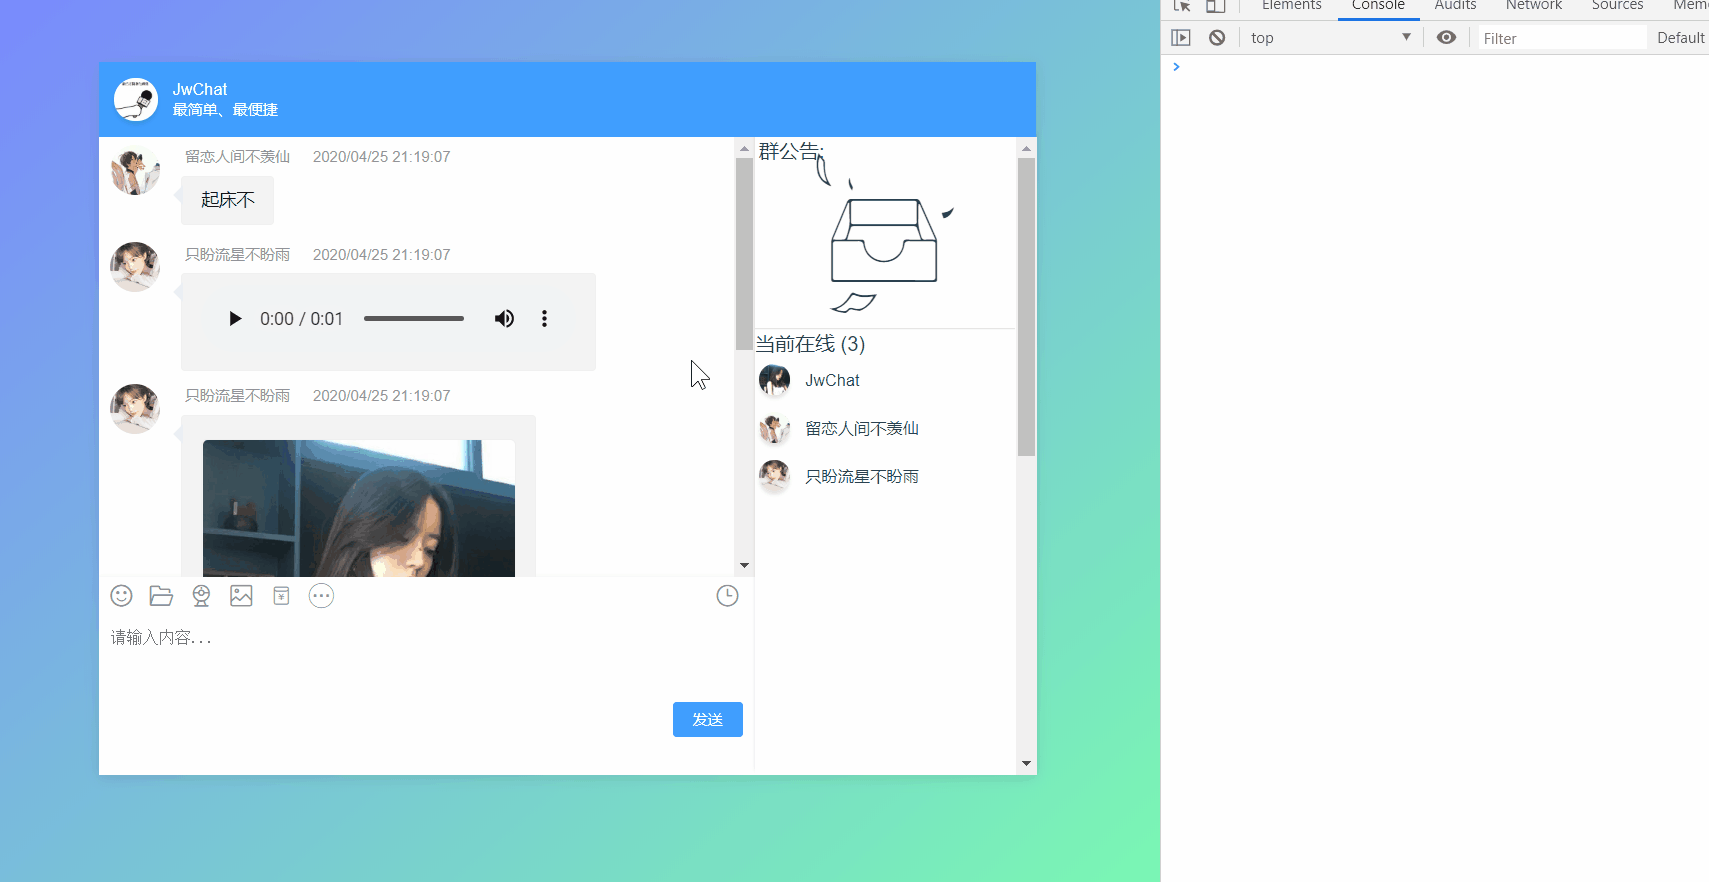 JwChat
最简单、最便捷
留恋人间不羡仙 2020/04/25 21:19:07
起床不
只盼流星不盼雨 2020/04/25 21:19:07
0:00 / 0:01
只盼流星不盼雨 2020/04/25 21:19:07
请输入内容...
发送
群公告:
当前在线 (3)
JwChat
留恋人间不羡仙
只盼流星不盼雨
Elements Console Audits Network Sources Mem
top Filter Default